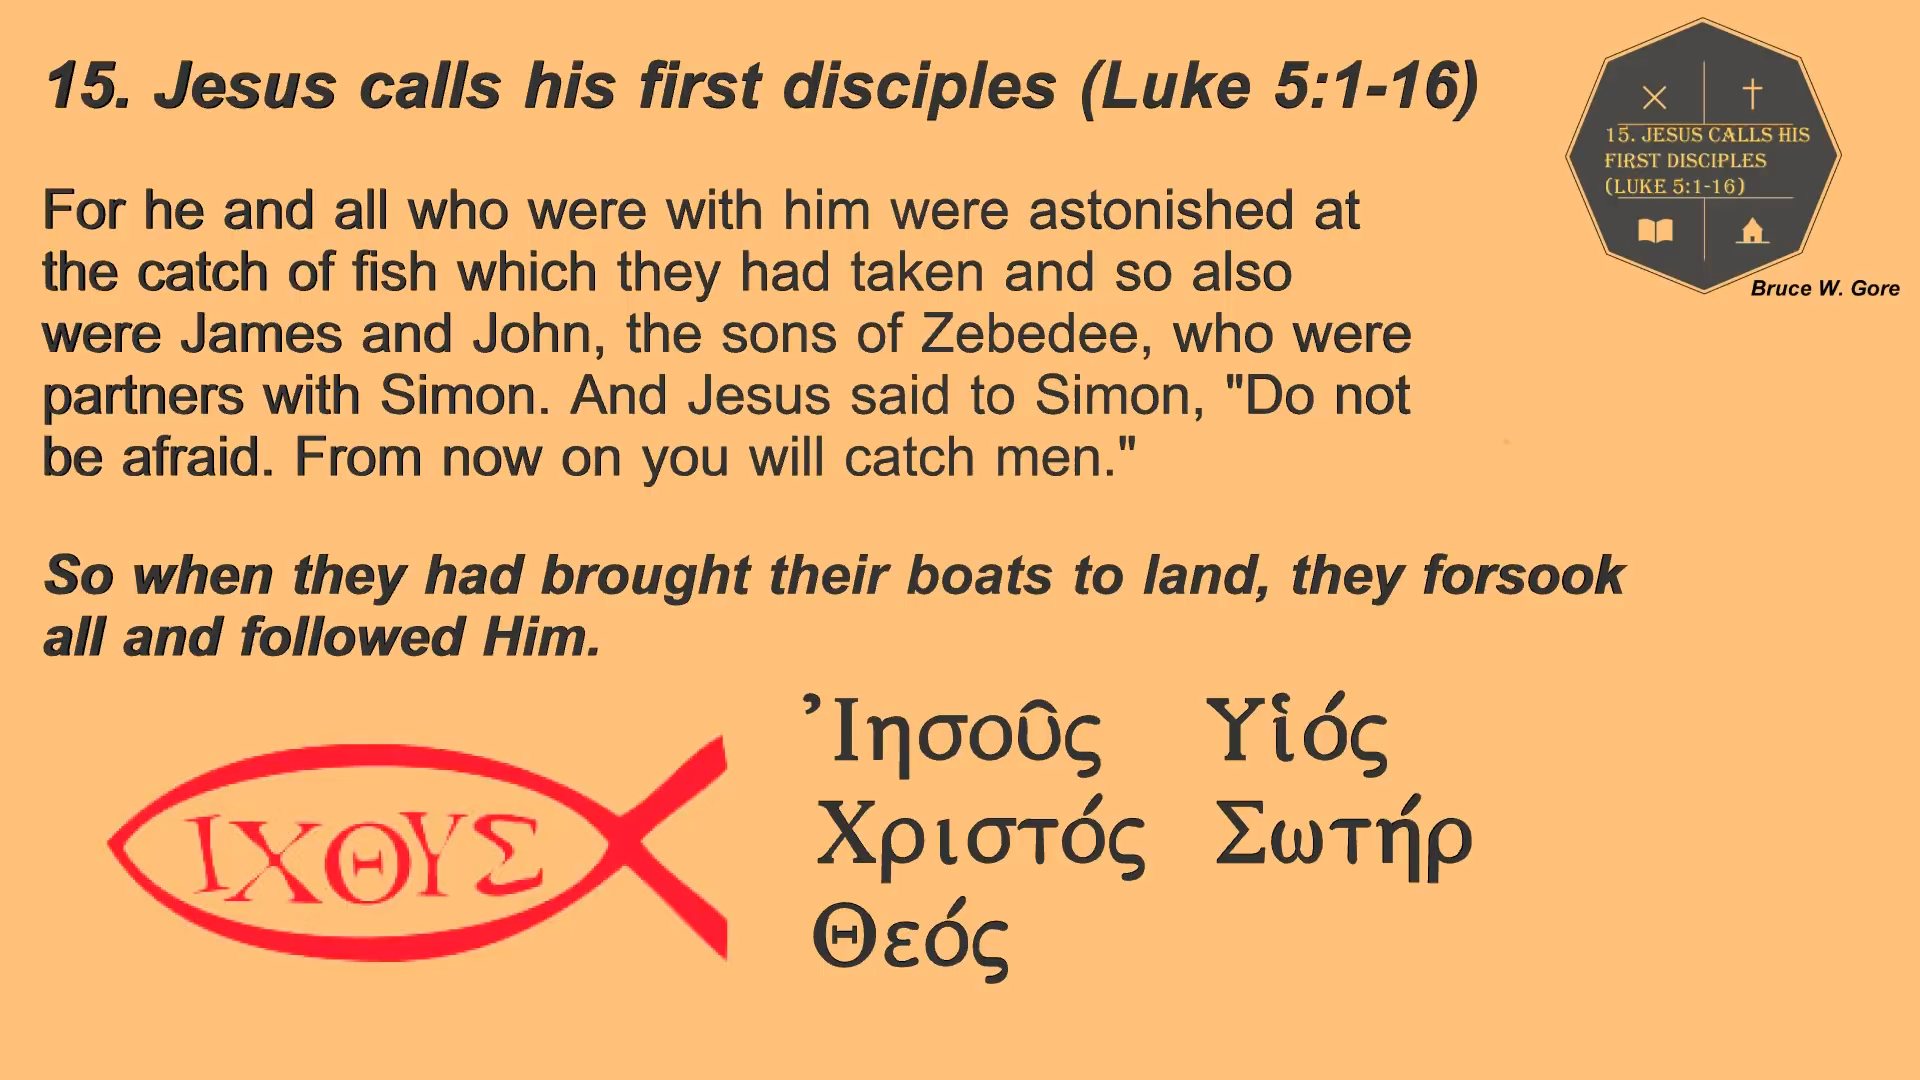 15. Jesus calls his first disciples (Luke 5:1-16)
15. JESUS CALLS HIS
FIRST DISCIPLES
(LUKE 5:1-16)
Bruce W. Gore
For he and all who were with him were astonished at
the catch of fish which they had taken and so also
were James and John, the sons of Zebedee, who were
partners with Simon. And Jesus said to Simon, "Do not
be afraid. From now on you will catch men."
So when they had brought their boats to land, they forsook
all and followed Him.
ΙΧΘΥΣ
Ἰησοῦς
Χριστός
Θεός
Υἱός
Σωτήρ